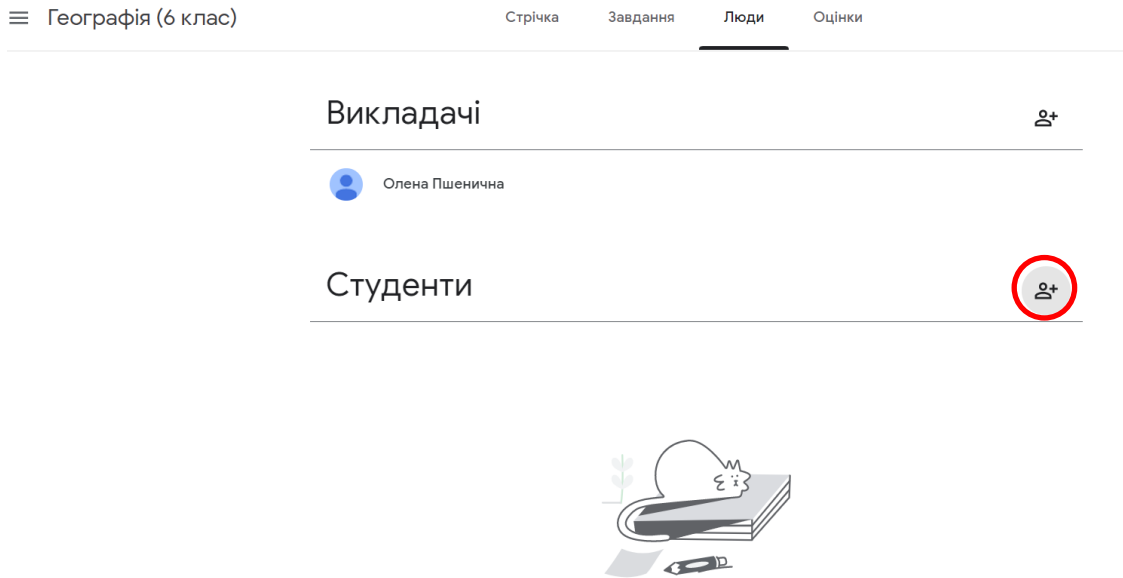 Географія (6 клас)
Стрічка
Завдання
Люди
Оцінки
Викладачі
Олена Пшенична
Студенти